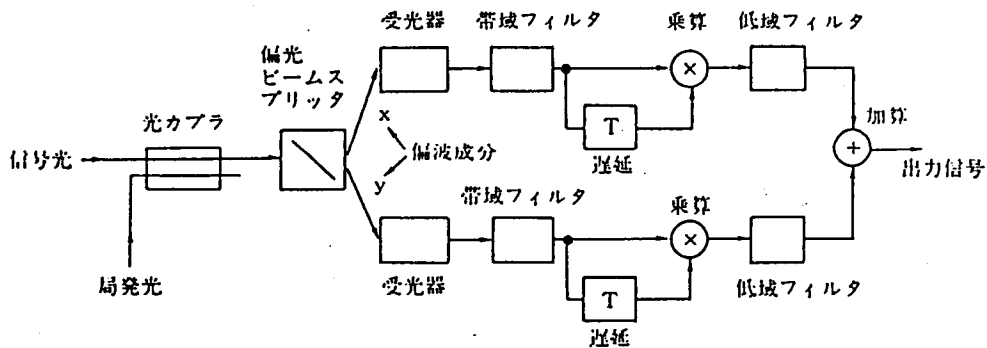 受光器
帯域フィルタ
乗算
低域フィルタ
偏光
ビームス
プリッタ
光カプラ
x
×
T
遅延
加算
信号光
偏波成分
+
出力信号
y
帯域フィルタ
乗算
×
局発光
受光器
T
遅延
低域フィルタ